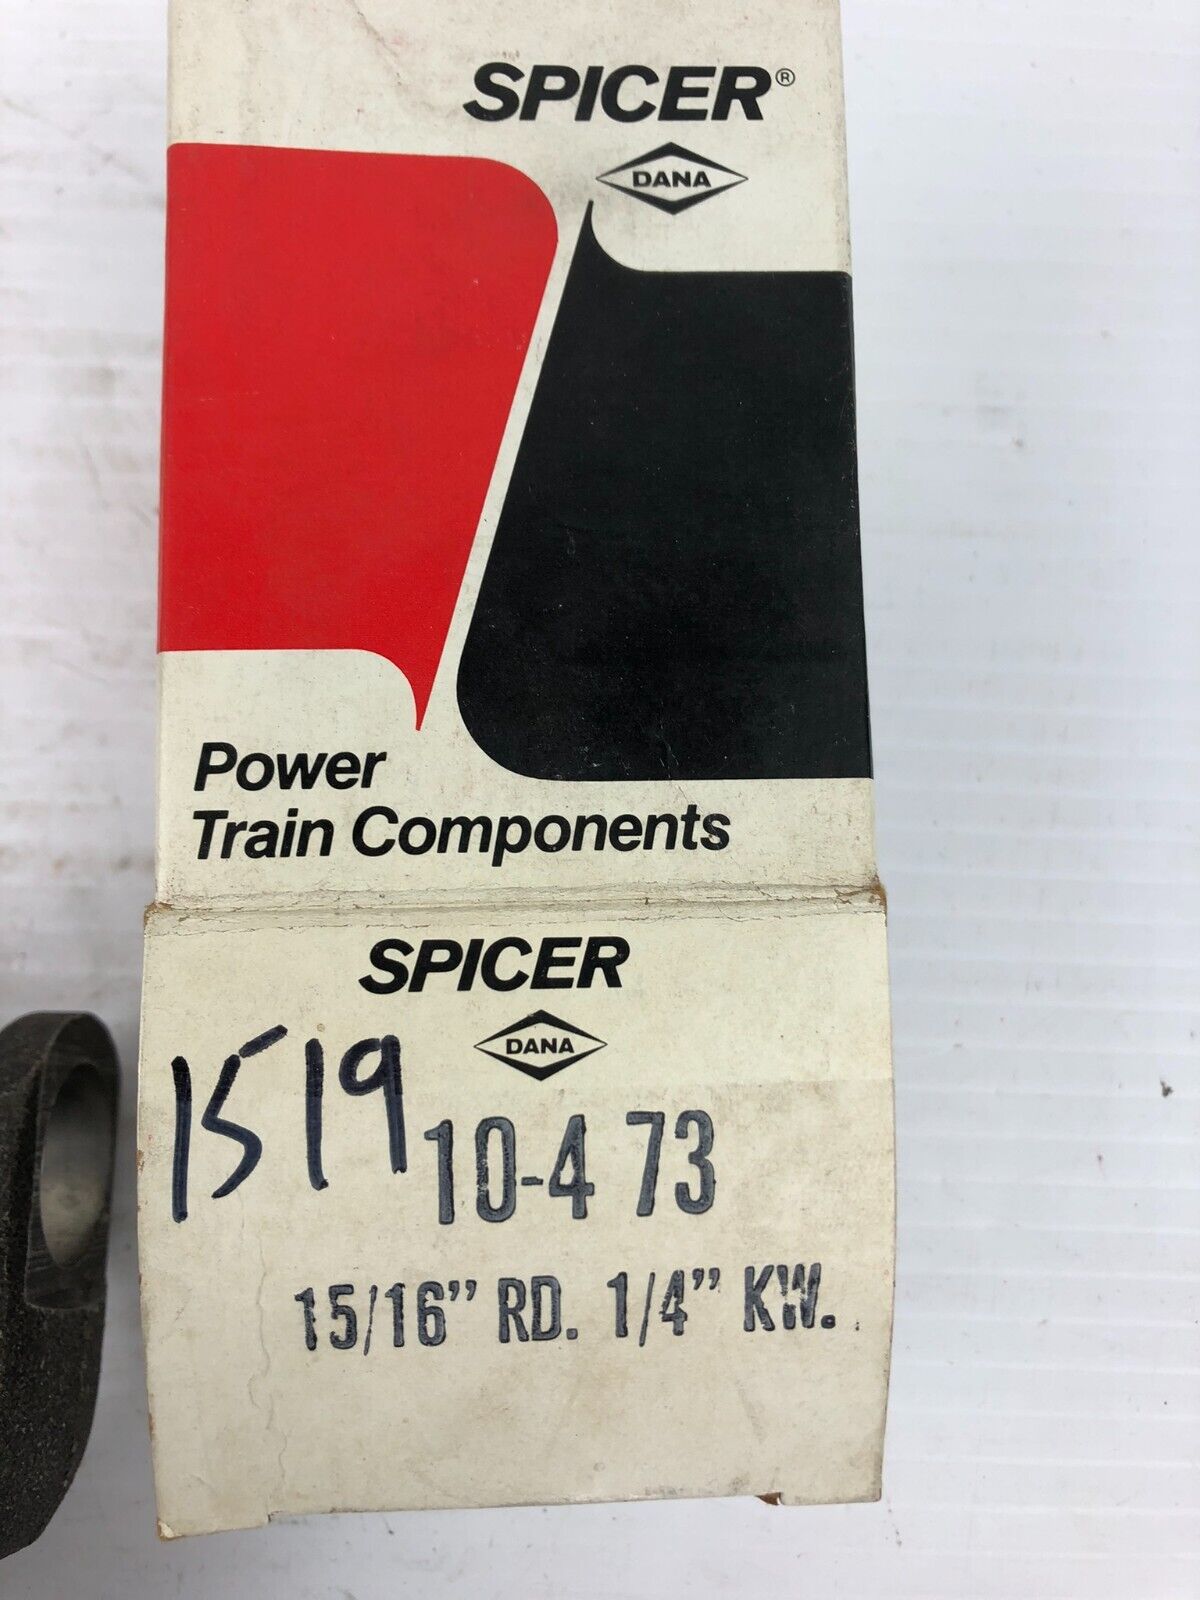 SPICER®
DANA
Power
Train Components
SPICER
DANA
1519
10-4 73
15/16" RD. 1/4" KW.